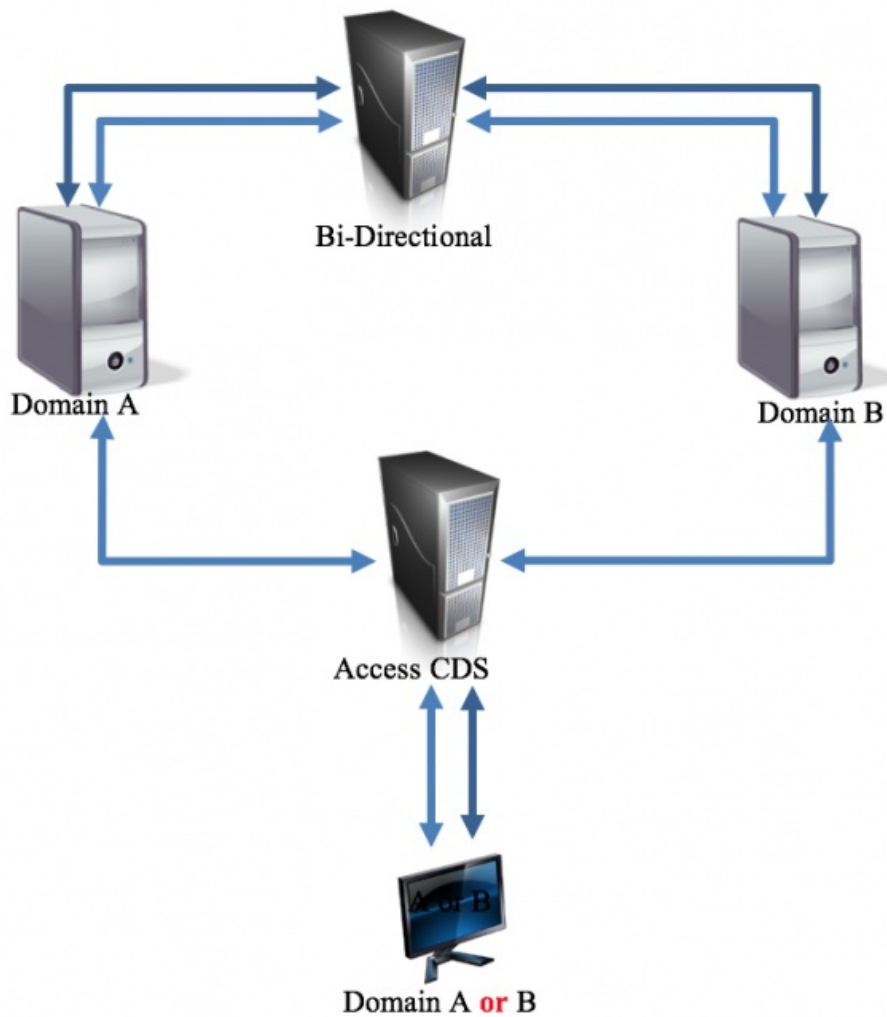 Bi-Directional
Domain A
Domain B
Access CDS
A or B
Domain A or B